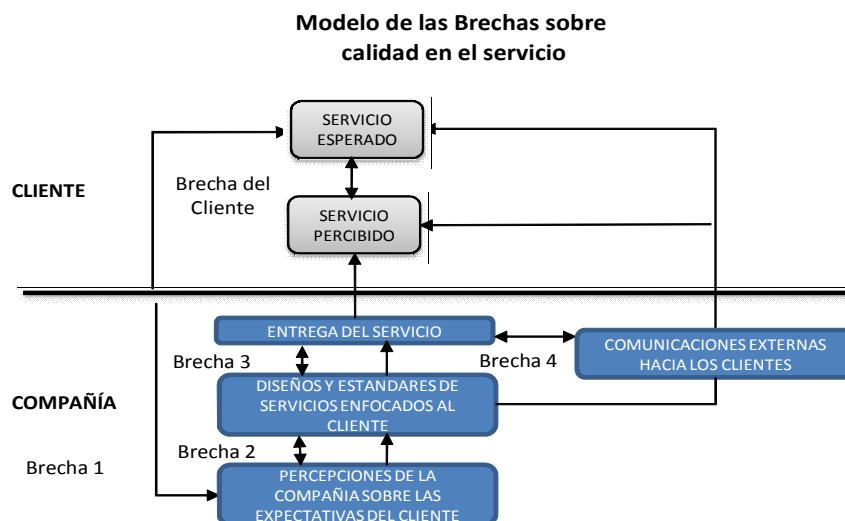 Modelo de las Brechas sobre
calidad en el servicio
SERVICIO
ESPERADO
CLIENTE
Brecha del
Cliente
SERVICIO
PERCIBIDO
ENTREGA DEL SERVICIO
Brecha 3
Brecha 4
COMUNICACIONES EXTERNAS
HACIA LOS CLIENTES
COMPAÑÍA
DISEÑOS Y ESTANDARES DE
SERVICIOS ENFOCADOS AL
CLIENTE
Brecha 2
Brecha 1
PERCEPCIONES DE LA
COMPAÑIA SOBRE LAS
EXPECTATIVAS DEL CLIENTE